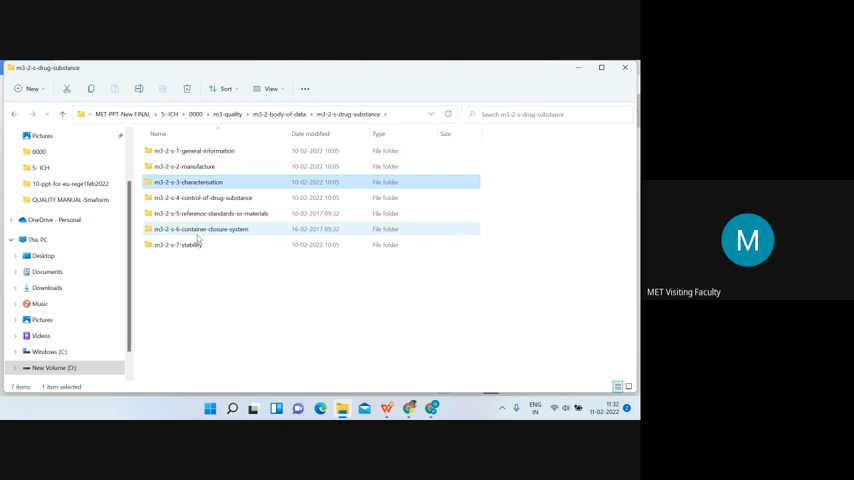 m3-2-s-drug-substance
New
Sort
View
MET-PPT-New FINAL > 5- ICH > 0000 > m3-quality > m3-2-body-of-data > m3-2-s-drug-substance >
Search m3-2-s-drug-substance
Name Date modified Type Size
Pictures
0000
5- ICH
10-ppt-for-eu-rege1feb2022
QUALITY MANUAL-Smaform
OneDrive - Personal
This PC
Desktop
Documents
Downloads
Music
Pictures
Videos
Windows (C:)
New Volume (D:)
m3-2-s-1-general-information 10-02-2022 10:05 File folder
m3-2-s-2-manufacture 10-02-2022 10:05 File folder
m3-2-s-3-characterisation 10-02-2022 10:05 File folder
m3-2-s-4-control-of-drug-substance 10-02-2022 10:05 File folder
m3-2-s-5-reference-standards-or-materials 16-02-2017 09:32 File folder
m3-2-s-6-container-closure-system 16-02-2017 09:32 File folder
m3-2-s-7-stability 10-02-2022 10:05 File folder
7 items 1 item selected
ENG
IN
11:32
11-02-2022
2
M
MET Visiting Faculty